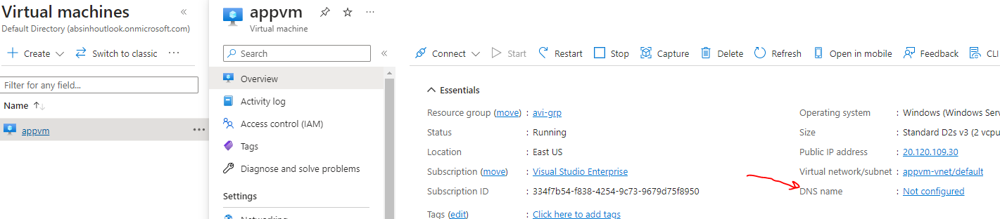 Virtual machines «
Default Directory (absinhoutlook.onmicrosoft.com)
Create Switch to classic ···
Filter for any field...
Name ↑↓
appvm ···
appvm ···
Virtual machine
Search «
Overview
Activity log
Access control (IAM)
Tags
Diagnose and solve problems
Settings
Networking
Connect Start Restart Stop Capture Delete Refresh Open in mobile Feedback CLI
Essentials
Resource group (move) : avi-grp
Status : Running
Location : East US
Subscription (move) : Visual Studio Enterprise
Subscription ID : 334f7b54-f838-4254-9c73-9679d75f8950
Tags (edit) : Click here to add tags
Operating system : Windows (Windows Serv
Size : Standard D2s v3 (2 vcpu
Public IP address : 20.120.109.30
Virtual network/subnet : appvm-vnet/default
DNS name : Not configured